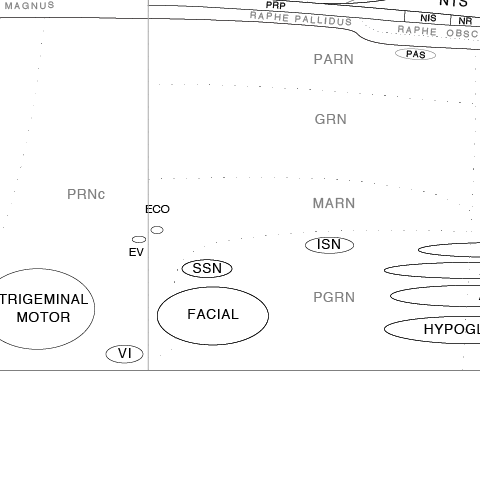 MAGNUS
PRP
NTS
RAPHE PALLIDUS
NIS
NR
RAPHE OBSC
PARN
PAS
GRN
PRNc
ECO
MARN
EV
ISN
SSN
TRIGEMINAL
MOTOR
PGRN
FACIAL
HYPOGL
VI